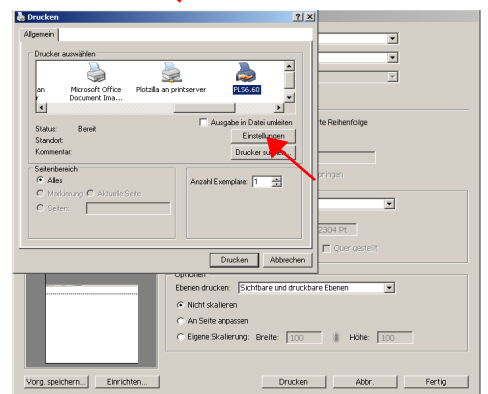 Drucken
Allgemein
Drucker auswählen
an
r
Microsoft Office
Document Ima...
Plotzilla an printserver
PLS6.60
Status: Bereit
Standort:
Kommentar:
Ausgabe in Datei umleiten
Einstellungen
Drucker suchen...
Seitenbereich
Alles
Markierung Aktuelle Seite
Seiten:
Anzahl Exemplare: 1
Drucken Abbrechen
te Reihenfolge
pringen
2304 Pt
Quer gestellt
Optionen
Ebenen drucken: Sichtbare und druckbare Ebenen
Nicht skalieren
An Seite anpassen
Eigene Skalierung: Breite: 100 Höhe: 100
Vorg. speichern... Einrichten... Drucken Abbr. Fertig